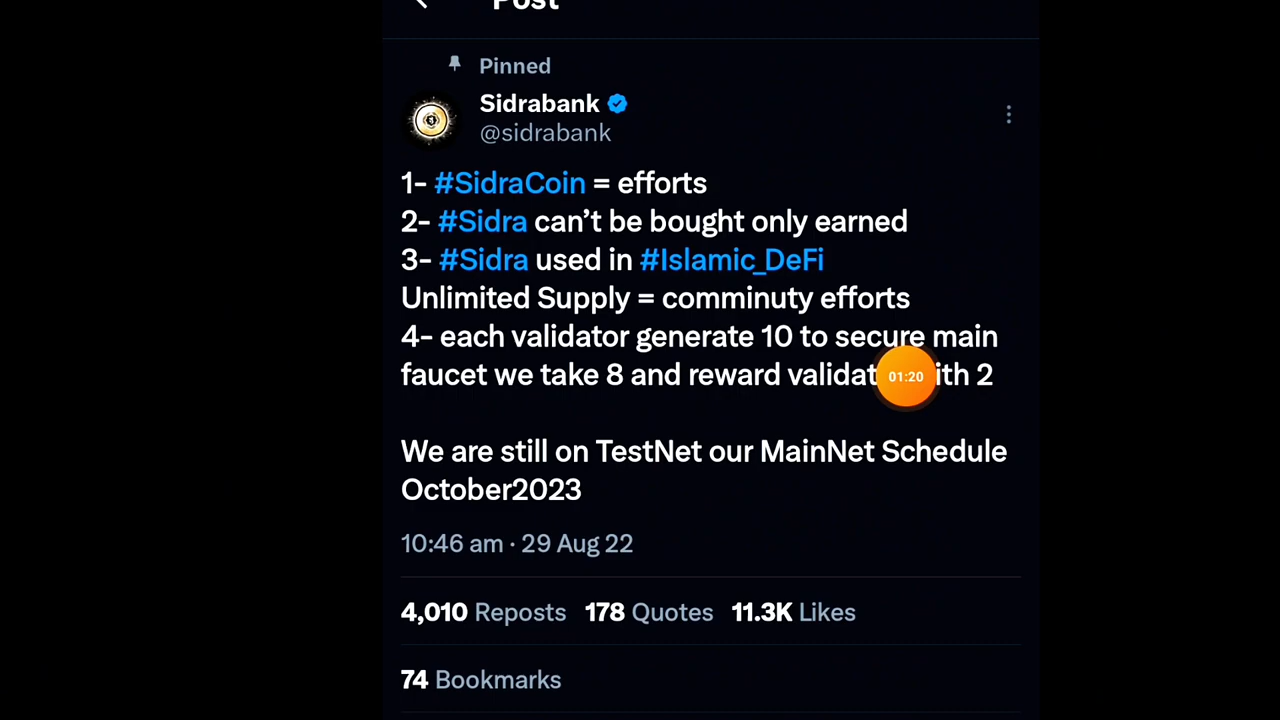 Post
Pinned
Sidrabank
@sidrabank
1- #SidraCoin = efforts
2- #Sidra can’t be bought only earned
3- #Sidra used in #Islamic_DeFi
Unlimited Supply = comminuty efforts
4- each validator generate 10 to secure main
faucet we take 8 and reward 2
01:20
We are still on TestNet our MainNet Schedule
October2023
10:46 am · 29 Aug 22
4,010 Reposts 178 Quotes 11.3K Likes
74 Bookmarks